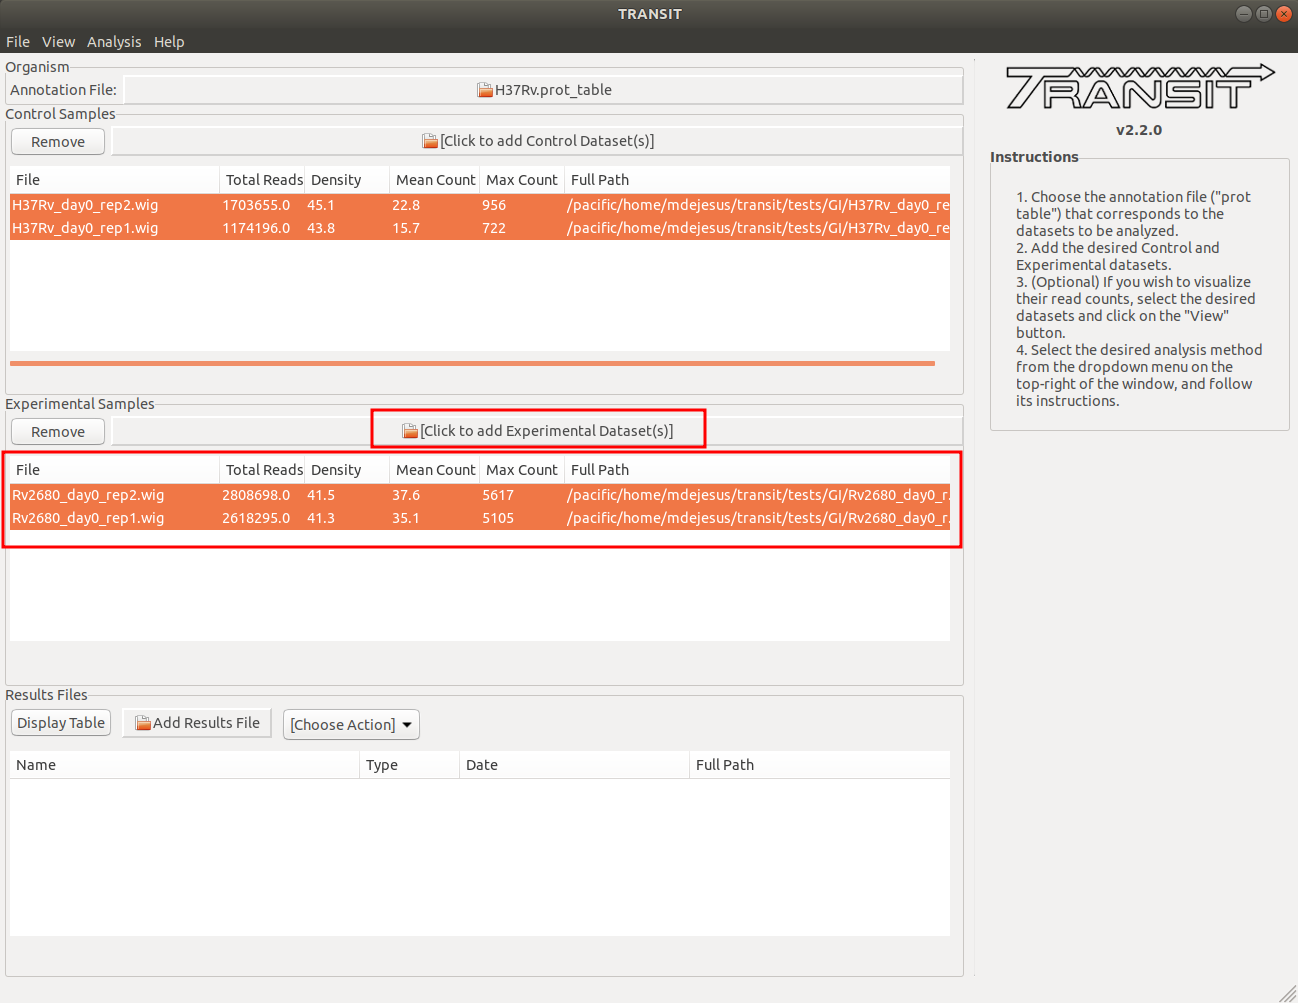 TRANSIT
File View Analysis Help
Organism
Annotation File: H37Rv.prot_table
Control Samples
Remove [Click to add Control Dataset(s)]
File Total Reads Density Mean Count Max Count Full Path
H37Rv_day0_rep2.wig 1703655.0 45.1 22.8 956 /pacific/home/mdejesus/transit/tests/GI/H37Rv_day0_re
H37Rv_day0_rep1.wig 1174196.0 43.8 15.7 722 /pacific/home/mdejesus/transit/tests/GI/H37Rv_day0_re
Experimental Samples
Remove [Click to add Experimental Dataset(s)]
File Total Reads Density Mean Count Max Count Full Path
Rv2680_day0_rep2.wig 2808698.0 41.5 37.6 5617 /pacific/home/mdejesus/transit/tests/GI/Rv2680_day0_r.
Rv2680_day0_rep1.wig 2618295.0 41.3 35.1 5105 /pacific/home/mdejesus/transit/tests/GI/Rv2680_day0_r.
Results Files
Display Table Add Results File [Choose Action]
Name Type Date Full Path
TRANSIT
v2.2.0
Instructions
1. Choose the annotation file ("prot
table") that corresponds to the
datasets to be analyzed.
2. Add the desired Control and
Experimental datasets.
3. (Optional) If you wish to visualize
their read counts, select the desired
datasets and click on the "View"
button.
4. Select the desired analysis method
from the dropdown menu on the
top-right of the window, and follow
its instructions.